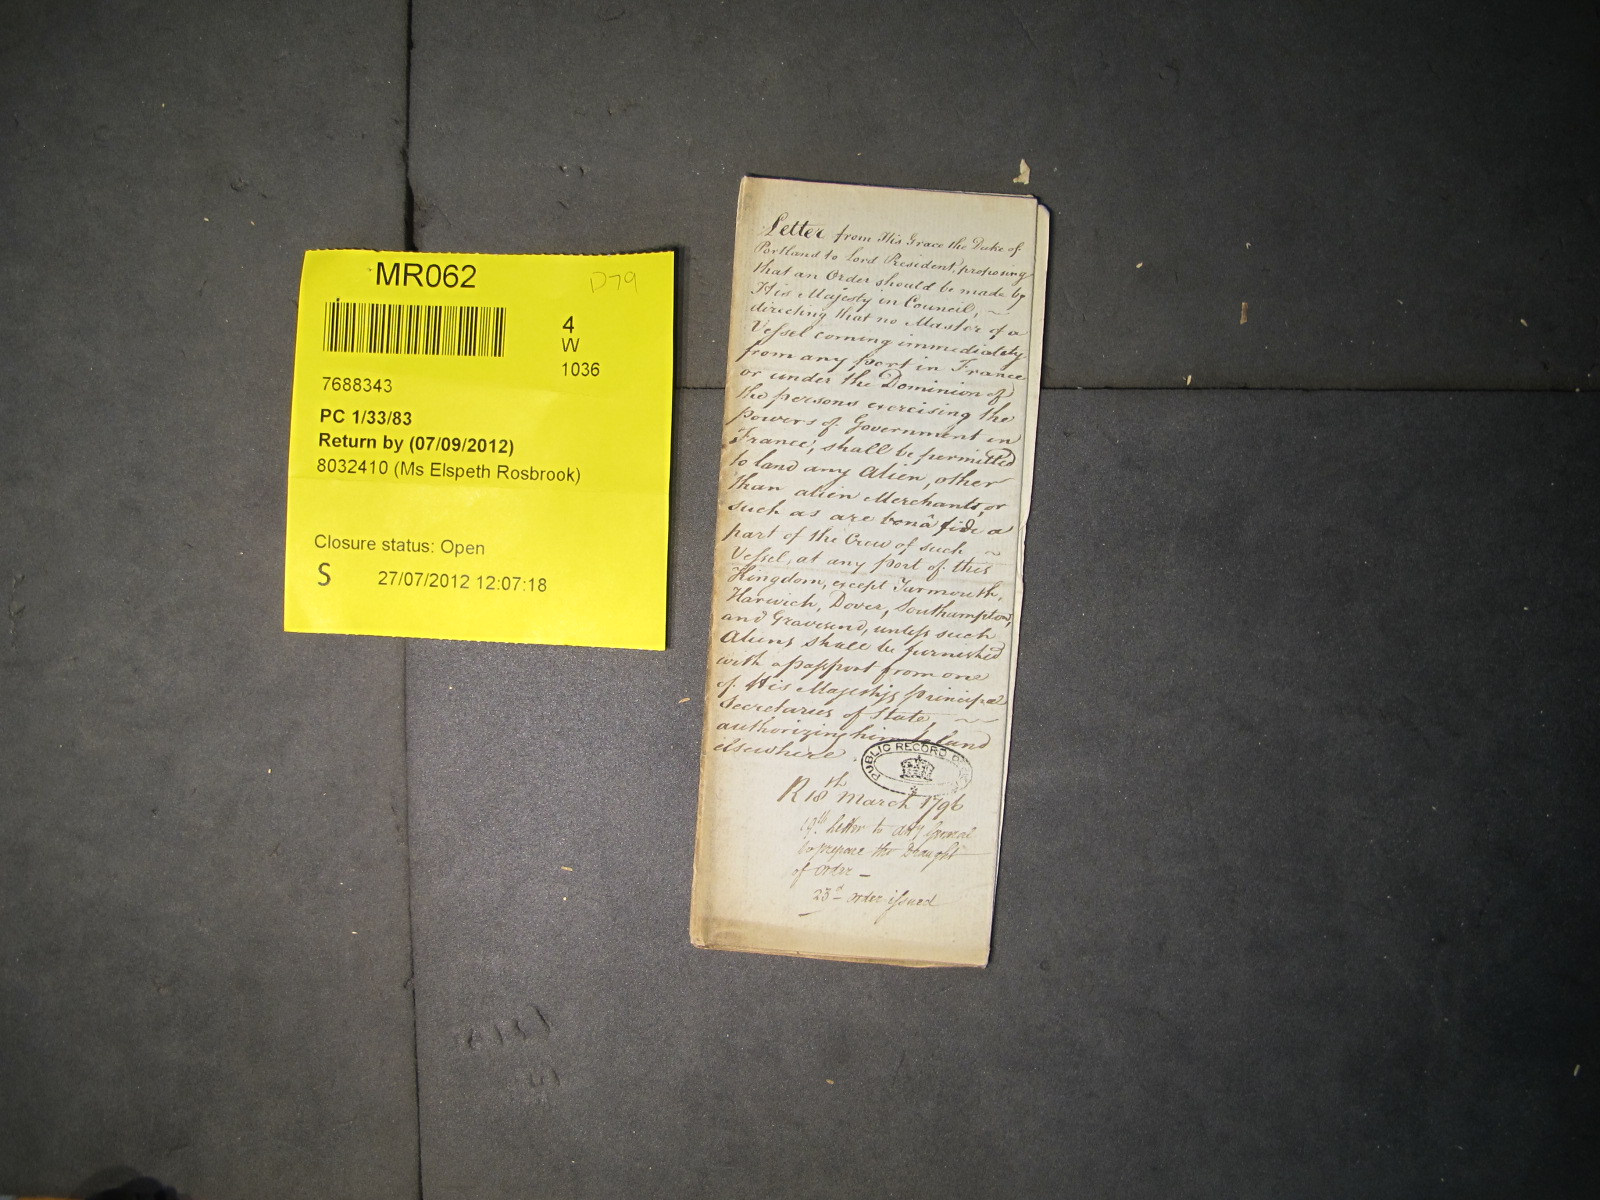 MR062
D79
4
W
1036
7688343
PC 1/33/83
Return by (07/09/2012)
8032410 (Ms Elspeth Rosbrook)
Closure status: Open
S 27/07/2012 12:07:18
Letter from His Grace the Duke of
Portland to Lord President, proposing
that an Order should be made by
His Majesty in Council, ~
directing that no Master of a
Vessel coming immediately
from any port in France
or under the Dominion of
the persons exercising the
powers of Government in
France, shall be permitted
to land any Alien, other
than alien Merchants, or
such as are bonâ fide a
part of the Crew of such ~
Vessel, at any port of this
Kingdom, except Yarmouth,
Harwich, Dover, Southampton,
and Gravesend, unless such
Aliens shall be furnished
with a passport from one
of His Majesty's principal
Secretaries of State, ~~
authorizing him to land
elsewhere.
PUBLIC RECORD OFFICE
R 18th March 1796
19th Letter to Atty General
to prepare the Draught
of order —
23d order issued